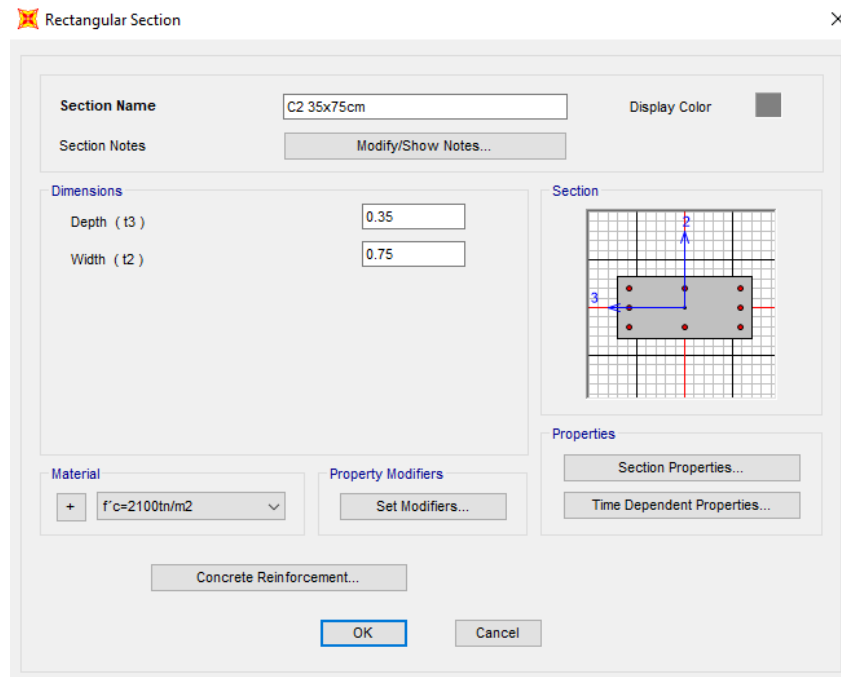 Rectangular Section
Section Name C2 35x75cm Display Color
Section Notes Modify/Show Notes...
Dimensions
Depth ( t3 ) 0.35
Width ( t2 ) 0.75
Section
2
3
Properties
Section Properties...
Time Dependent Properties...
Material
+ f´c=2100tn/m2
Property Modifiers
Set Modifiers...
Concrete Reinforcement...
OK Cancel